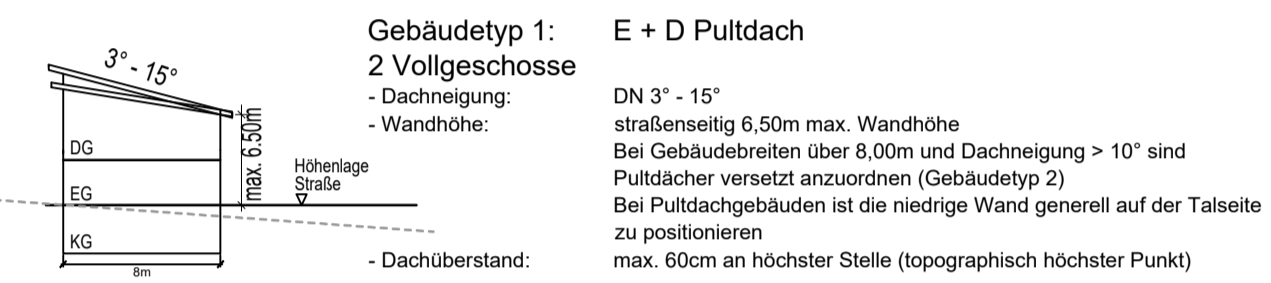 Gebäudetyp 1: E + D Pultdach
2 Vollgeschosse
- Dachneigung: DN 3° - 15°
- Wandhöhe: straßenseitig 6,50m max. Wandhöhe
Bei Gebäudebreiten über 8,00m und Dachneigung > 10° sind
Pultdächer versetzt anzuordnen (Gebäudetyp 2)
Bei Pultdachgebäuden ist die niedrige Wand generell auf der Talseite
zu positionieren
- Dachüberstand: max. 60cm an höchster Stelle (topographisch höchster Punkt)
3° - 15°
DG
EG
KG
8m
max. 6.50m
Höhenlage
Straße